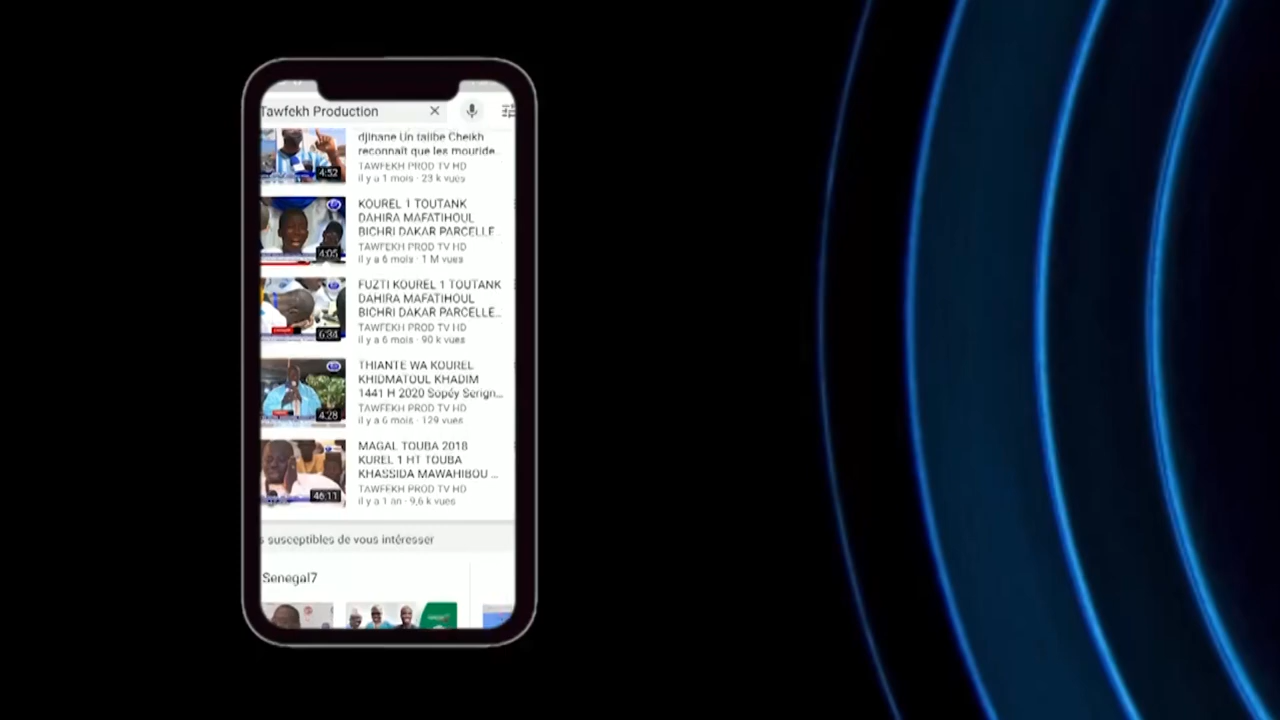 Tawfekh Production
djinane Un talibe Cheikh
reconnaît que les mouride...
TAWFEKH PROD TV HD
il y a 1 mois · 23 k vues
4:52
KOUREL 1 TOUTANK
DAHIRA MAFATIHOUL
BICHRI DAKAR PARCELLE...
TAWFEKH PROD TV HD
il y a 6 mois · 1 M vues
4:05
FUZTI KOUREL 1 TOUTANK
DAHIRA MAFATIHOUL
BICHRI DAKAR PARCELLE...
TAWFEKH PROD TV HD
il y a 6 mois · 90 k vues
6:34
THIANTE WA KOUREL
KHIDMATOUL KHADIM
1441 H 2020 Sopéy Serign...
TAWFEKH PROD TV HD
il y a 6 mois · 129 vues
4:28
MAGAL TOUBA 2018
KUREL 1 HT TOUBA
KHASSIDA MAWAHIBOU ...
TAWFEKH PROD TV HD
il y a 1 an · 9,6 k vues
46:11
s susceptibles de vous intéresser
Senegal7